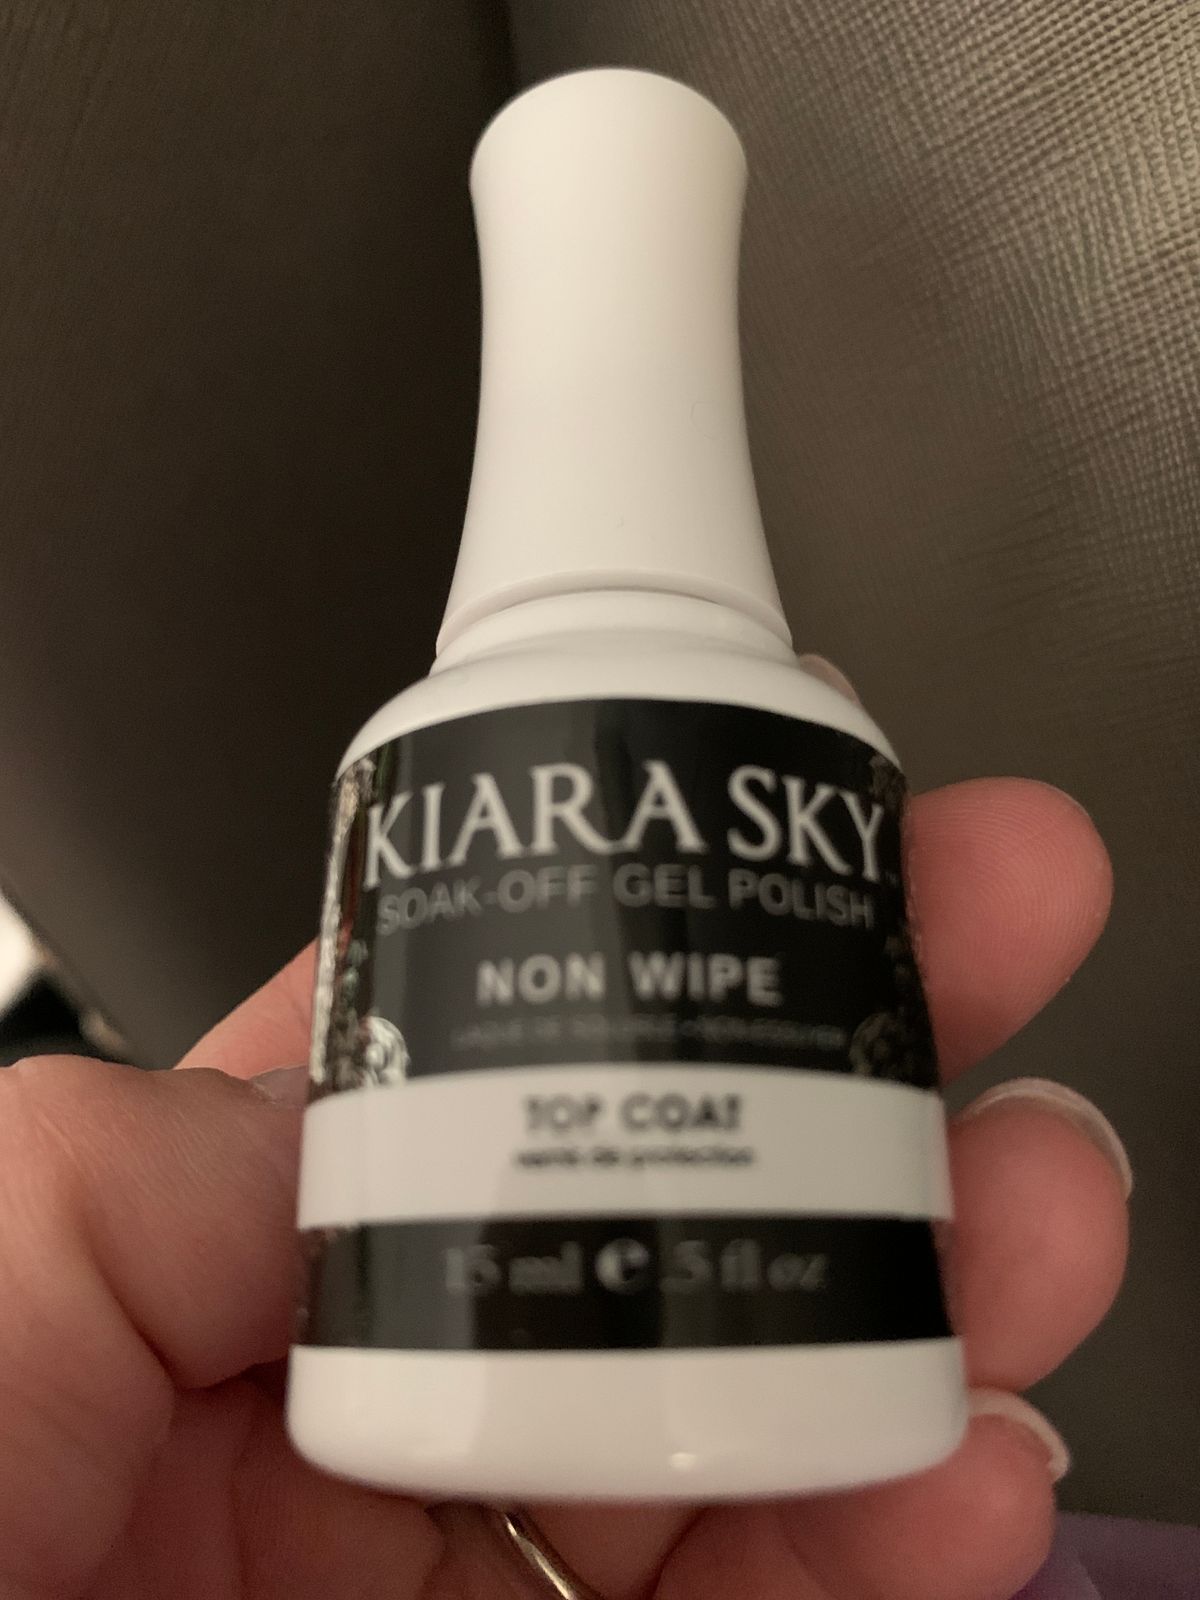 KIARA SKY
SOAK-OFF GEL POLISH
NON WIPE
TOP COAT
15 ml e .5 fl oz